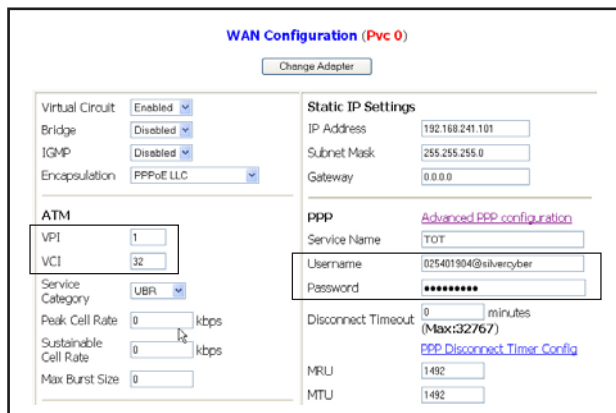 WAN Configuration (Pvc 0)
Change Adapter
Virtual Circuit Enabled
Bridge Disabled
IGMP Disabled
Encapsulation PPPoE LLC
ATM
VPI 1
VCI 32
Service Category UBR
Peak Cell Rate 0 kbps
Sustainable Cell Rate 0 kbps
Max Burst Size 0
Static IP Settings
IP Address 192.168.241.101
Subnet Mask 255.255.255.0
Gateway 0.0.0.0
PPP Advanced PPP configuration
Service Name TOT
Username 025401904@silvercyber
Password •••••••••
Disconnect Timeout 0 minutes
(Max:32767)
PPP Disconnect Timer Config
MRU 1492
MTU 1492